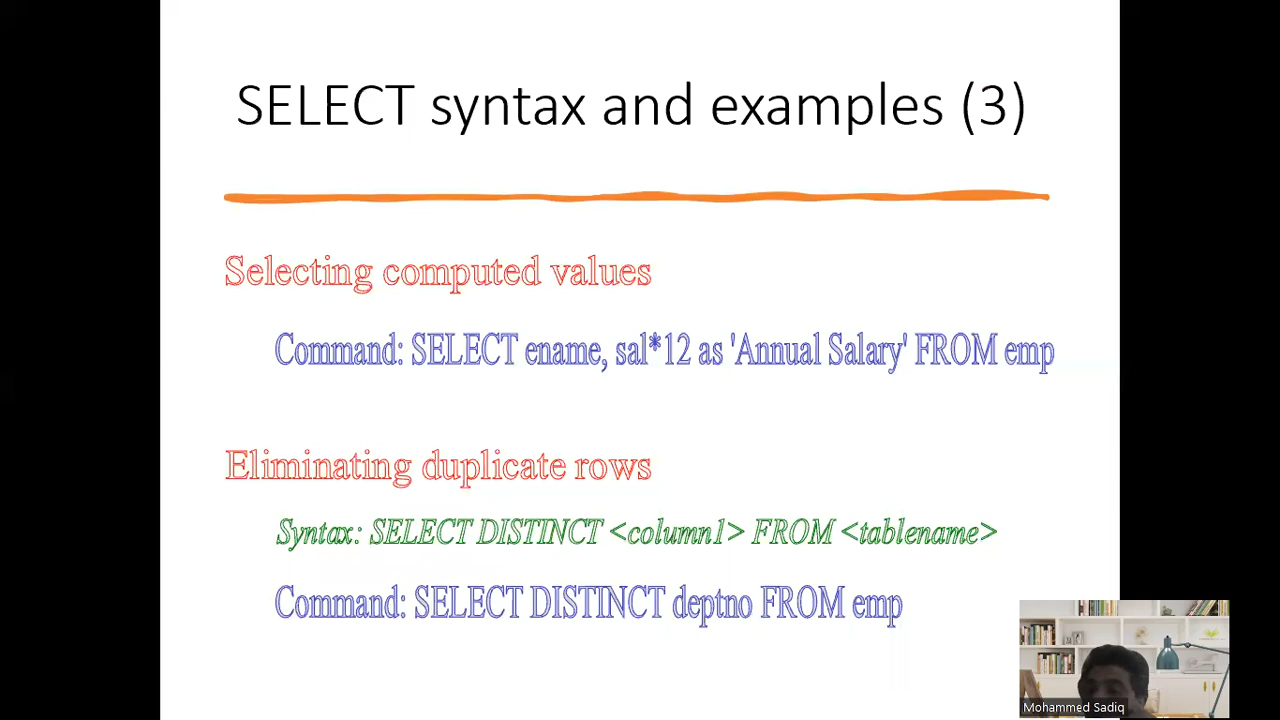 SELECT syntax and examples (3)
Selecting computed values
Command: SELECT ename, sal*12 as 'Annual Salary' FROM emp
Eliminating duplicate rows
Syntax: SELECT DISTINCT <column1> FROM <tablename>
Command: SELECT DISTINCT deptno FROM emp
Mohammed Sadiq